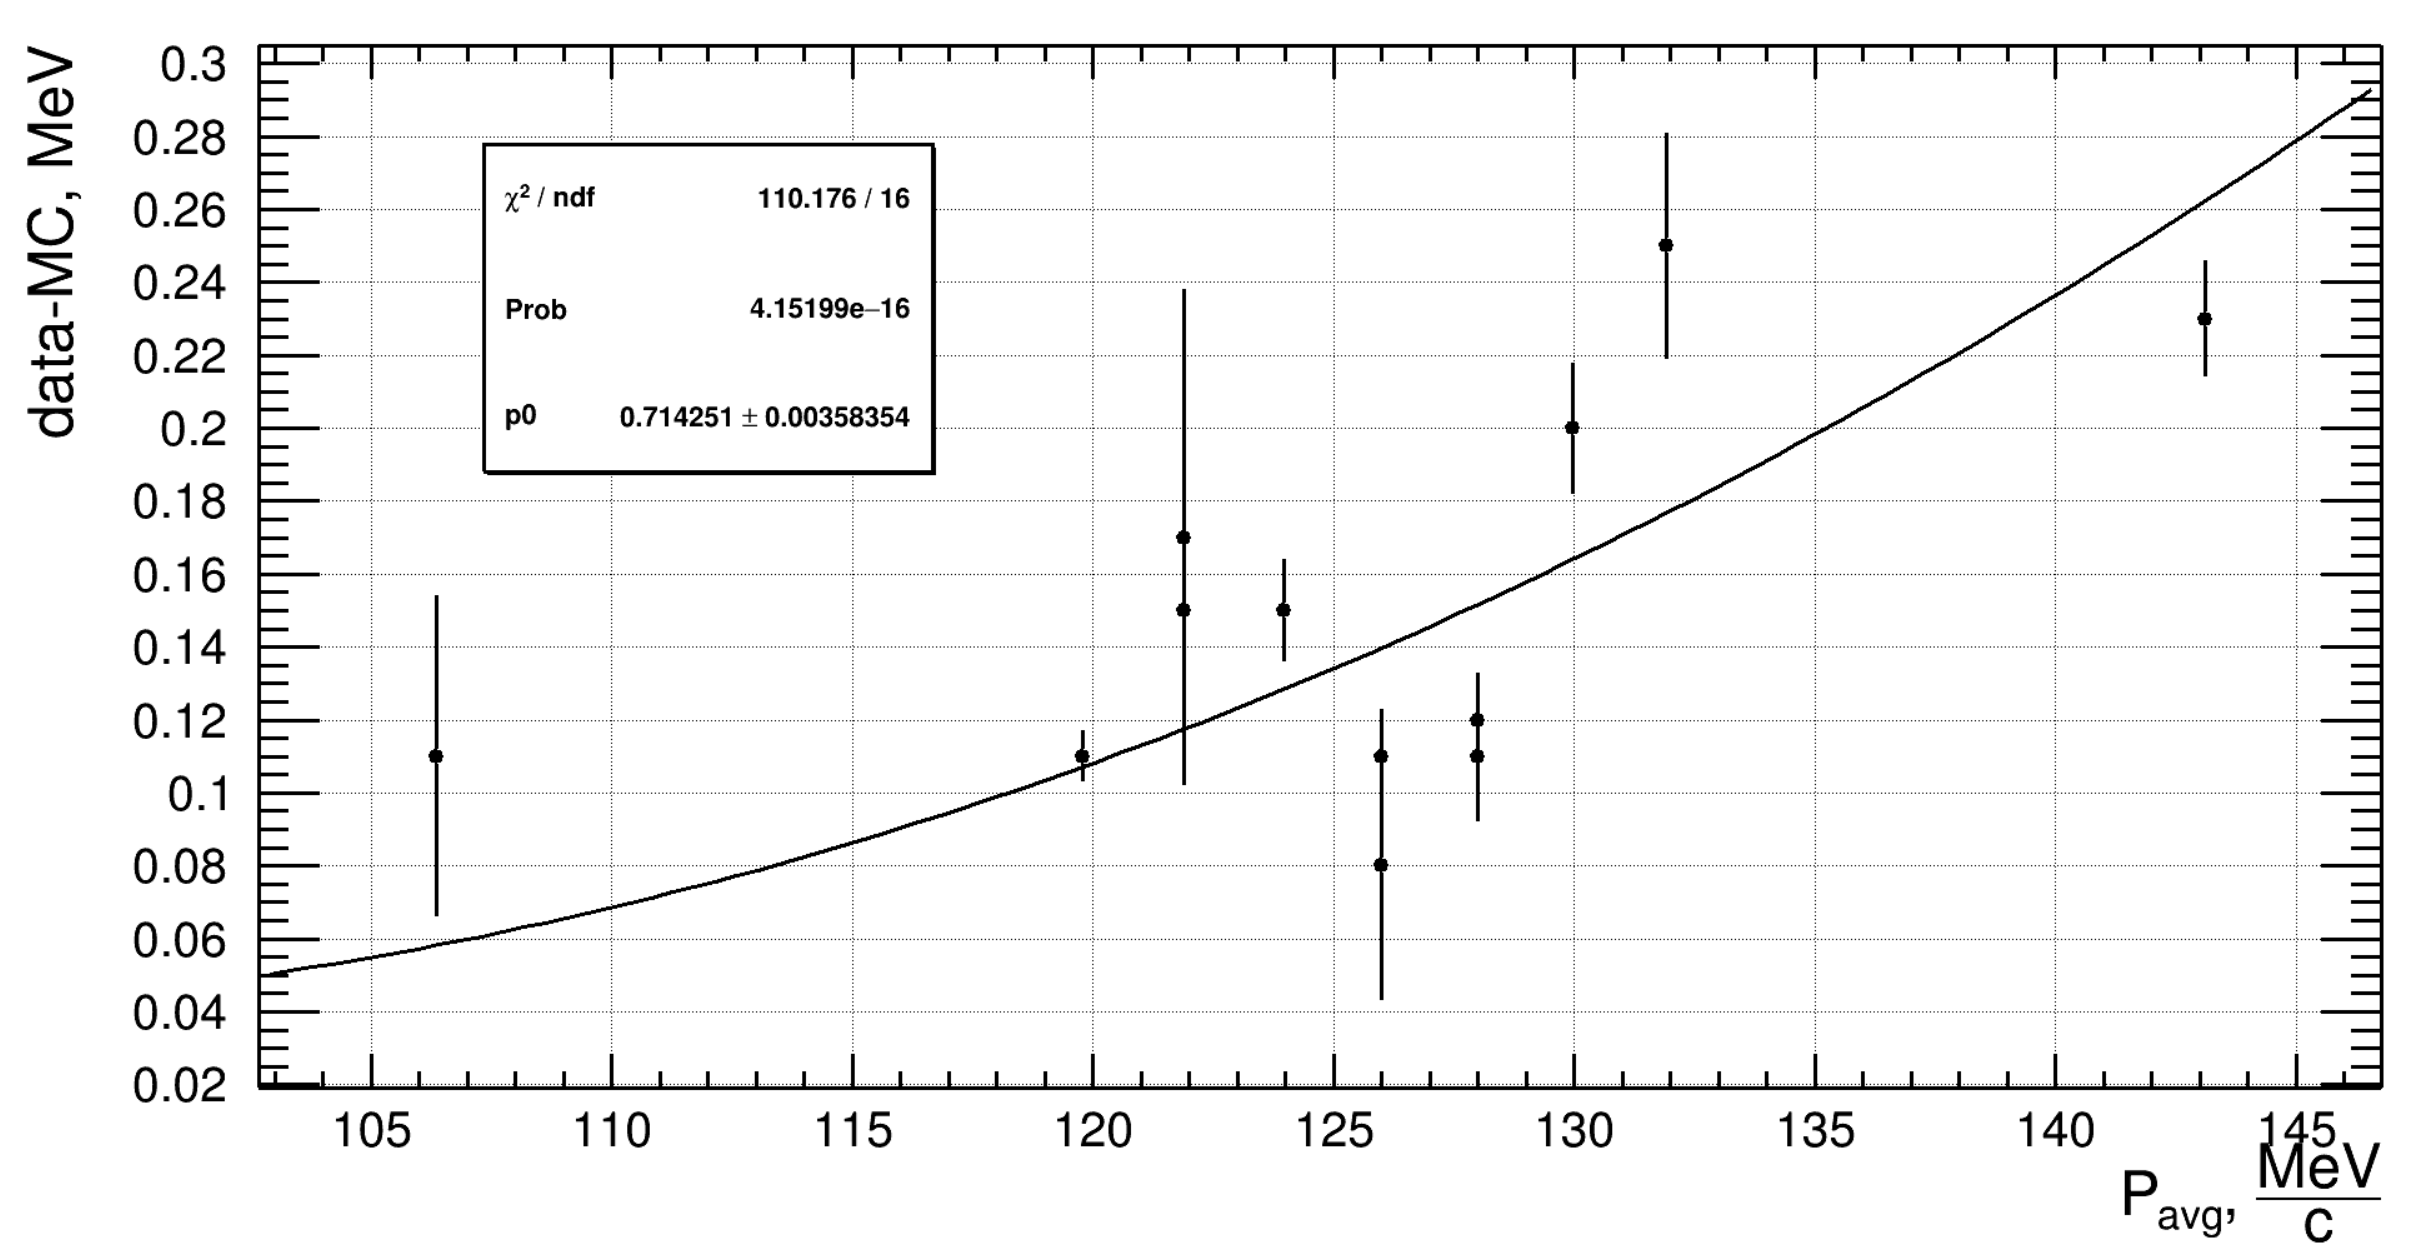 data-MC, MeV
0.3
0.28
0.26
0.24
0.22
0.2
0.18
0.16
0.14
0.12
0.1
0.08
0.06
0.04
0.02
χ² / ndf 110.176 / 16
Prob 4.15199e−16
p0 0.714251 ± 0.00358354
105 110 115 120 125 130 135 140 145
P_avg, MeV/c